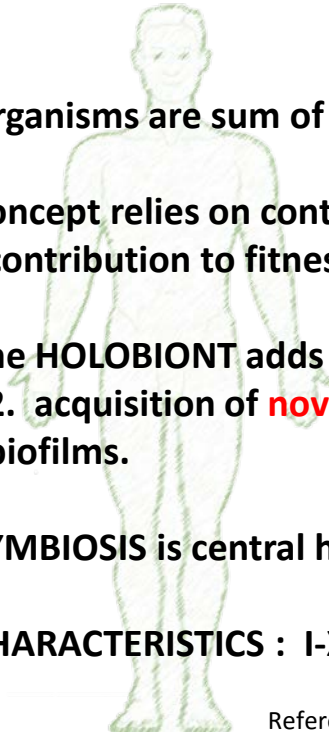 rganisms are sum of
oncept relies on cont
contribution to fitnes
he HOLOBIONT adds
2. acquisition of nov
biofilms.
YMBIOSIS is central h
HARACTERISTICS : I-X
Refere